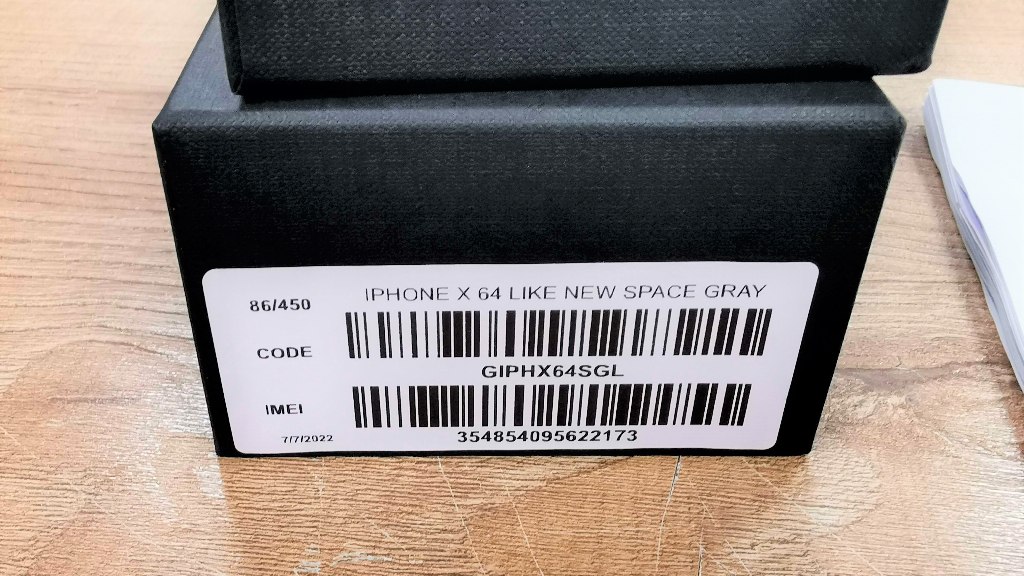 86/450
IPHONE X 64 LIKE NEW SPACE GRAY
CODE
GIPHX64SGL
IMEI
7/7/2022
354854095622173